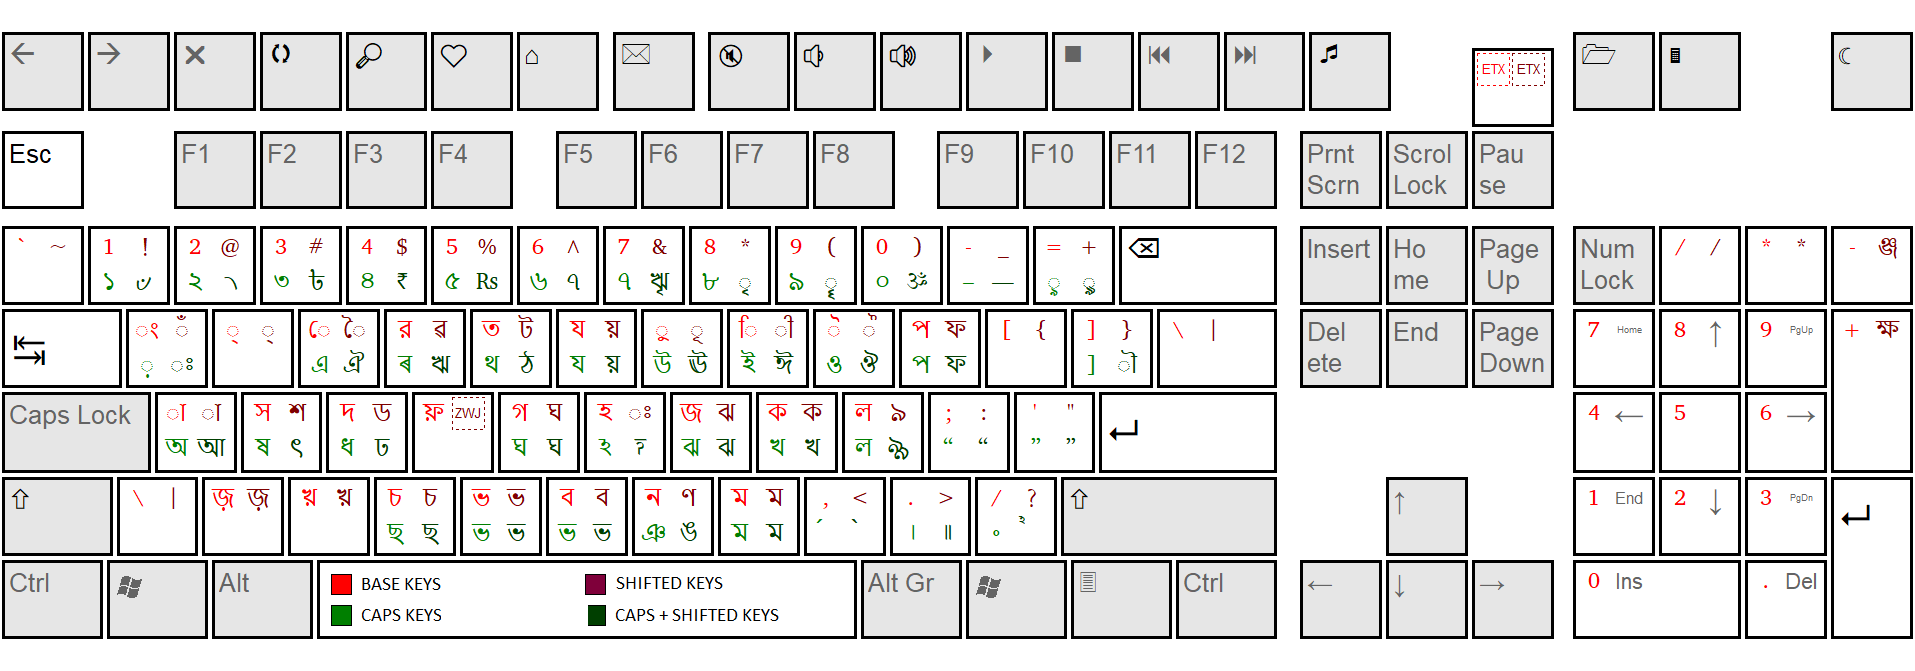 ETX ETX
Esc F1 F2 F3 F4 F5 F6 F7 F8 F9 F10 F11 F12 Prnt Scrol Pau
Scrn Lock se
` ~ 1 ! 2 @ 3 # 4 $ 5 % 6 ^ 7 & 8 * 9 ( 0 ) - _ = + Insert Ho Page Num / / * * - ঞ্জ
১ ২ ৲ ৩ ৳ ৪ ₹ ৫ Rs ৬ ৭ ৭ ঋ ৮ ৃ ৯ ৄ ০ ওঁ – — me Up Lock
ং ঁ ে ৈ র ৱ ত ট য য় ু ূ ি ী প ফ [ { ] } \ | Del End Page 7 Home 8 ↑ 9 PgUp + ক্ষ
় ঃ এ ঐ ৰ ঋ থ ঠ য য় উ ঊ ই ঈ ও ঔ প ফ ] ৗ ete Down
Caps Lock া া স শ দ ড ফ় ZWJ গ ঘ হ ঃ জ ঝ ক ক ল ঌ ; : ' " 4 ← 5 6 →
অ আ ষ ৎ ধ ঢ ঘ ঘ ঝ ঝ খ খ ল ৡ “ “ ” ”
\ | জ় জ় খ় খ় চ চ ভ ভ ব ব ন ণ ম ম , < . > / ? ↑ 1 End 2 ↓ 3 PgDn
ছ ছ ভ ভ ভ ভ ঞ ঙ ম ম ´ ` । ॥
Ctrl Alt BASE KEYS SHIFTED KEYS Alt Gr Ctrl ← ↓ → 0 Ins . Del
CAPS KEYS CAPS + SHIFTED KEYS